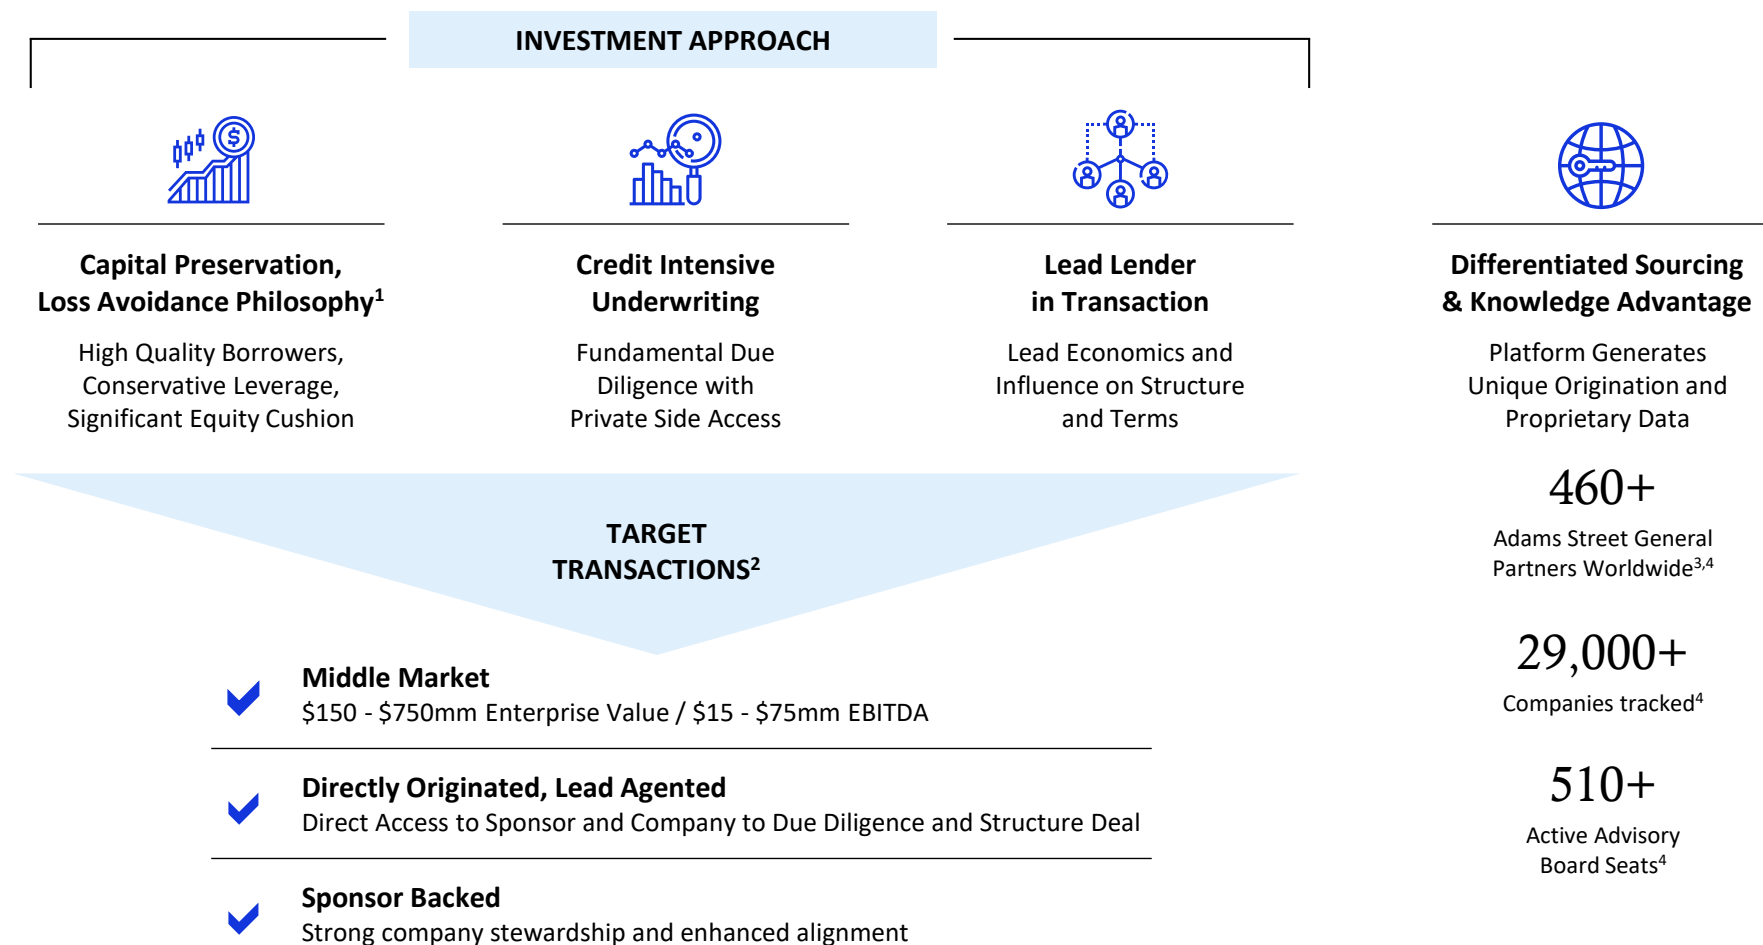 INVESTMENT APPROACH
Capital Preservation,
Loss Avoidance Philosophy¹
High Quality Borrowers,
Conservative Leverage,
Significant Equity Cushion
Credit Intensive
Underwriting
Fundamental Due
Diligence with
Private Side Access
Lead Lender
in Transaction
Lead Economics and
Influence on Structure
and Terms
Differentiated Sourcing
& Knowledge Advantage
Platform Generates
Unique Origination and
Proprietary Data
460+
Adams Street General
Partners Worldwide³,⁴
29,000+
Companies tracked⁴
510+
Active Advisory
Board Seats⁴
TARGET
TRANSACTIONS²
Middle Market
$150 - $750mm Enterprise Value / $15 - $75mm EBITDA
Directly Originated, Lead Agented
Direct Access to Sponsor and Company to Due Diligence and Structure Deal
Sponsor Backed
Strong company stewardship and enhanced alignment